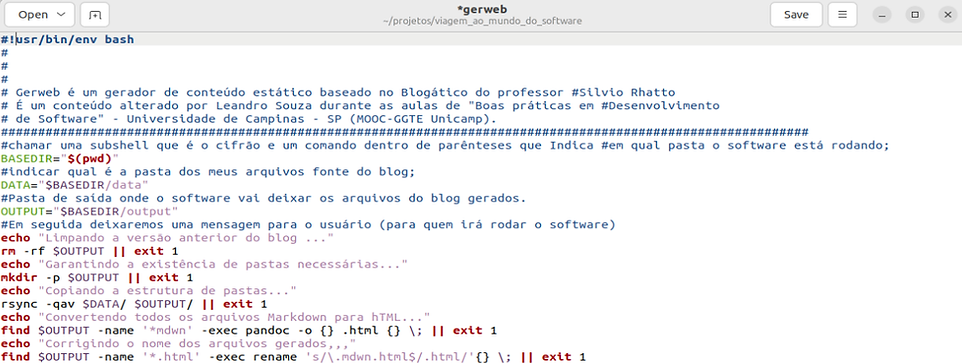 Open
*gerweb
~/projetos/viagem_ao_mundo_do_software
Save
#!usr/bin/env bash
#
#
#
# Gerweb é um gerador de conteúdo estático baseado no Blogático do professor #Silvio Rhatto
# É um conteúdo alterado por Leandro Souza durante as aulas de "Boas práticas em #Desenvolvimento
# de Software" - Universidade de Campinas - SP (MOOC-GGTE Unicamp).
#############################################################################################################
#chamar uma subshell que é o cifrão e um comando dentro de parênteses que Indica #em qual pasta o software está rodando;
BASEDIR="$(pwd)"
#indicar qual é a pasta dos meus arquivos fonte do blog;
DATA="$BASEDIR/data"
#Pasta de saída onde o software vai deixar os arquivos do blog gerados.
OUTPUT="$BASEDIR/output"
#Em seguida deixaremos uma mensagem para o usuário (para quem irá rodar o software)
echo "Limpando a versão anterior do blog ..."
rm -rf $OUTPUT || exit 1
echo "Garantindo a existência de pastas necessárias..."
mkdir -p $OUTPUT || exit 1
echo "Copiando a estrutura de pastas..."
rsync -qav $DATA/ $OUTPUT/ || exit 1
echo "Convertendo todos os arquivos Markdown para hTML..."
find $OUTPUT -name '*mdwn' -exec pandoc -o {} .html {} \; || exit 1
echo "Corrigindo o nome dos arquivos gerados,,,"
find $OUTPUT -name '*.html' -exec rename 's/\.mdwn.html$/.html/'{} \; || exit 1